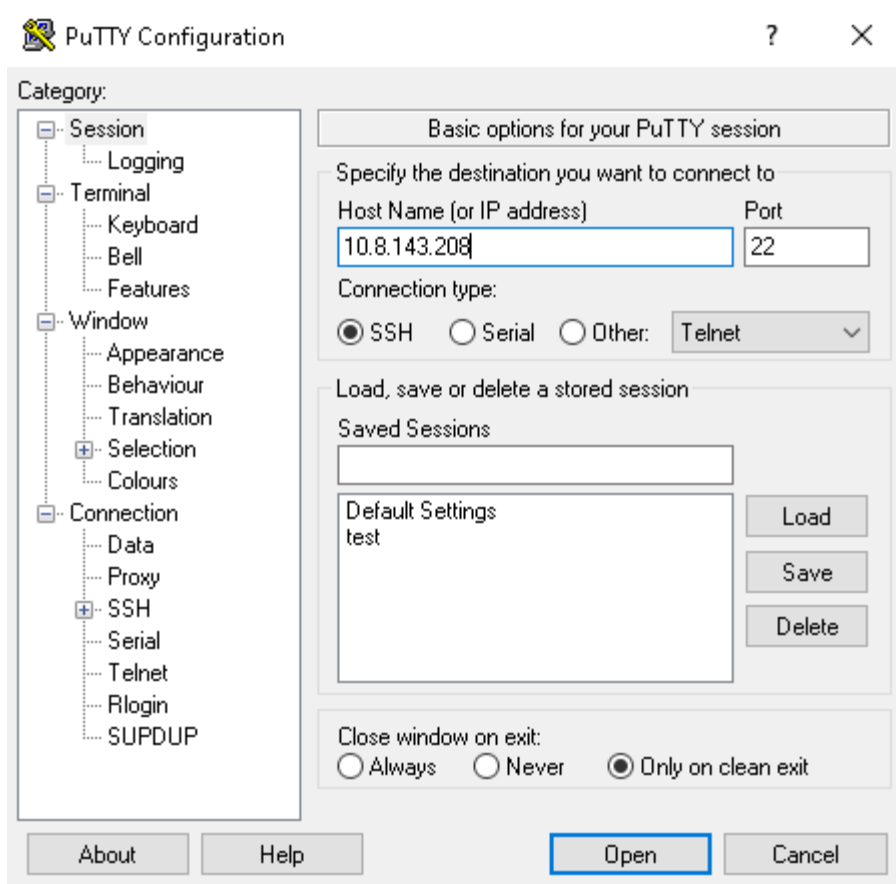 PuTTY Configuration
?
Category:
Session
Logging
Terminal
Keyboard
Bell
Features
Window
Appearance
Behaviour
Translation
Selection
Colours
Connection
Data
Proxy
SSH
Serial
Telnet
Rlogin
SUPDUP
Basic options for your PuTTY session
Specify the destination you want to connect to
Host Name (or IP address) Port
10.8.143.208 22
Connection type:
SSH Serial Other: Telnet
Load, save or delete a stored session
Saved Sessions
Default Settings
test
Load
Save
Delete
Close window on exit:
Always Never Only on clean exit
About Help Open Cancel